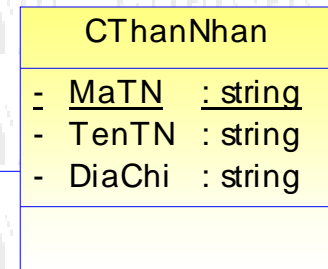 CThanNhan
- MaTN : string
- TenTN : string
- DiaChi : string